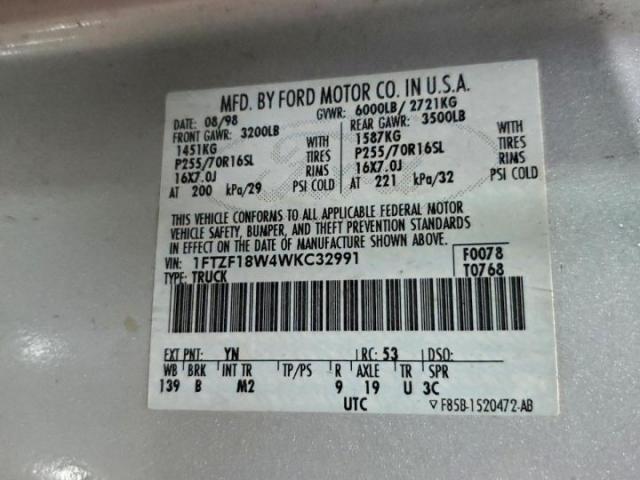 MFD. BY FORD MOTOR CO. IN U.S.A.
DATE: 08/98 GVWR: 6000LB/ 2721KG
FRONT GAWR: 3200LB REAR GAWR: 3500LB
1451KG WITH 1587KG WITH
P255/70R16SL TIRES P255/70R16SL TIRES
16X7.0J RIMS 16X7.0J RIMS
AT 200 kPa/29 PSI COLD AT 221 kPa/32 PSI COLD
THIS VEHICLE CONFORMS TO ALL APPLICABLE FEDERAL MOTOR
VEHICLE SAFETY, BUMPER, AND THEFT PREVENTION STANDARDS
IN EFFECT ON THE DATE OF MANUFACTURE SHOWN ABOVE.
VIN: 1FTZF18W4WKC32991 F0078
TYPE: TRUCK T0768
EXT PNT: YN RC: 53 DSO:
WB BRK INT TR TP/PS R AXLE TR SPR
139 B M2 9 19 U 3C
UTC ▽ F85B-1520472-AB